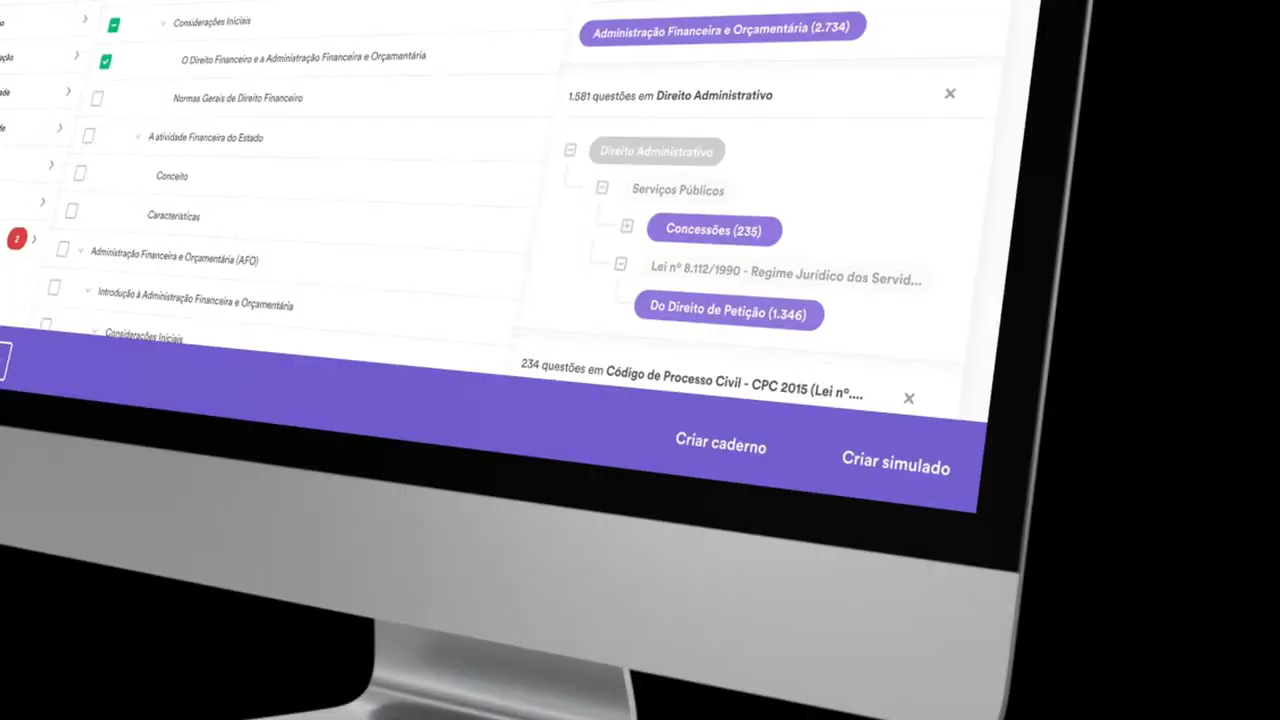 Considerações Iniciais
O Direito Financeiro e a Administração Financeira e Orçamentária
Normas Gerais de Direito Financeiro
A atividade Financeira do Estado
Conceito
Características
2
Administração Financeira e Orçamentária (AFO)
Introdução à Administração Financeira e Orçamentária
Considerações Iniciais
Administração Financeira e Orçamentária (2.734)
1.581 questões em Direito Administrativo
Direito Administrativo
Serviços Públicos
Concessões (235)
Lei nº 8.112/1990 - Regime Jurídico dos Servid...
Do Direito de Petição (1.346)
234 questões em Código de Processo Civil - CPC 2015 (Lei nº....
Criar caderno
Criar simulado